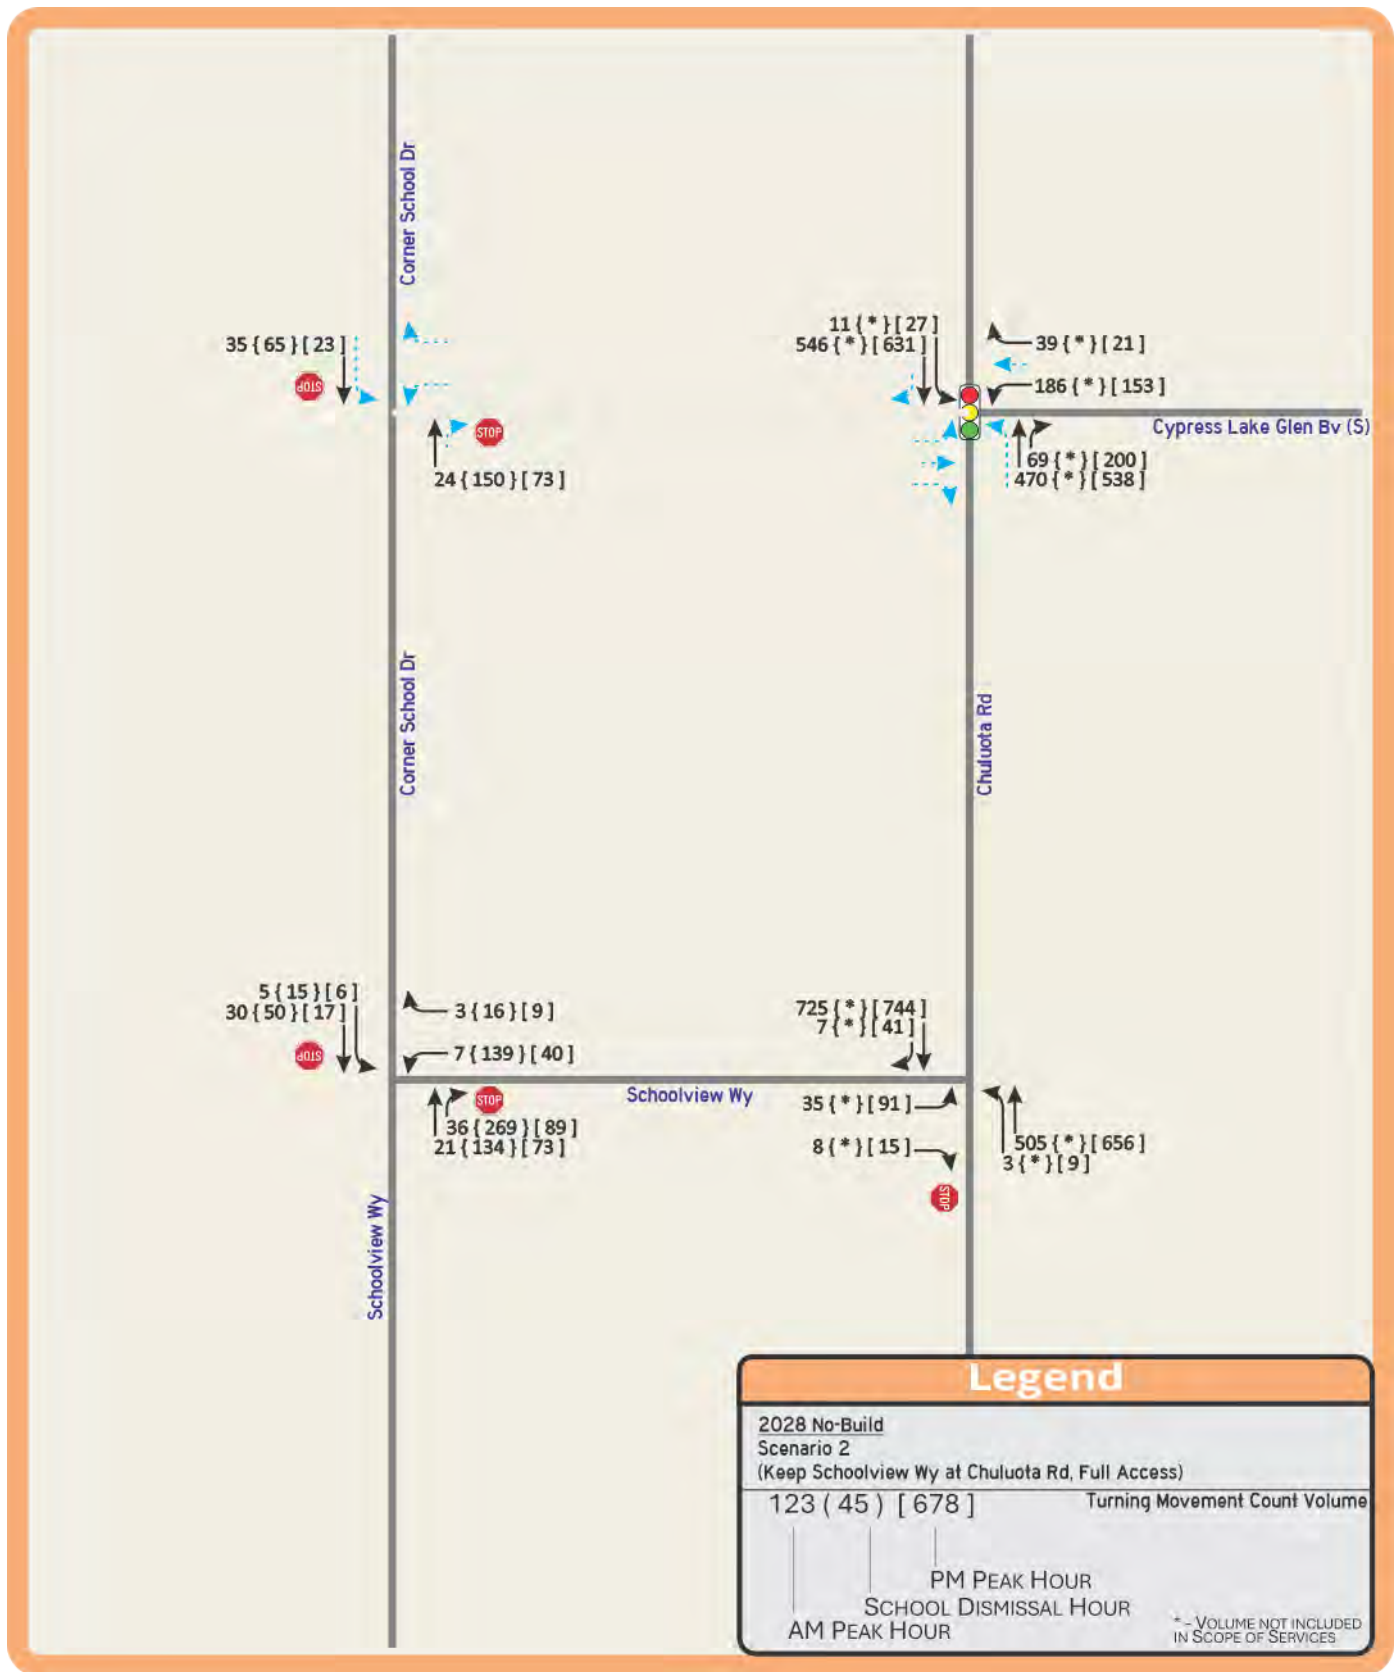 Corner School Dr
11 { * } [ 27 ]
546 { * } [ 631 ]
39 { * } [ 21 ]
35 { 65 } [ 23 ]
STOP
186 { * } [ 153 ]
Cypress Lake Glen Bv (S)
STOP
69 { * } [ 200 ]
470 { * } [ 538 ]
24 { 150 } [ 73 ]
Corner School Dr
Chuluota Rd
5 { 15 } [ 6 ]
30 { 50 } [ 17 ]
3 { 16 } [ 9 ]
725 { * } [ 744 ]
7 { * } [ 41 ]
STOP
7 { 139 } [ 40 ]
Schoolview Wy
STOP
35 { * } [ 91 ]
36 { 269 } [ 89 ]
21 { 134 } [ 73 ]
8 { * } [ 15 ]
505 { * } [ 656 ]
3 { * } [ 9 ]
STOP
Schoolview Wy
Legend
2028 No-Build
Scenario 2
(Keep Schoolview Wy at Chuluota Rd, Full Access)
123 ( 45 ) [ 678 ]
Turning Movement Count Volume
PM PEAK HOUR
SCHOOL DISMISSAL HOUR
AM PEAK HOUR
* - VOLUME NOT INCLUDED
IN SCOPE OF SERVICES